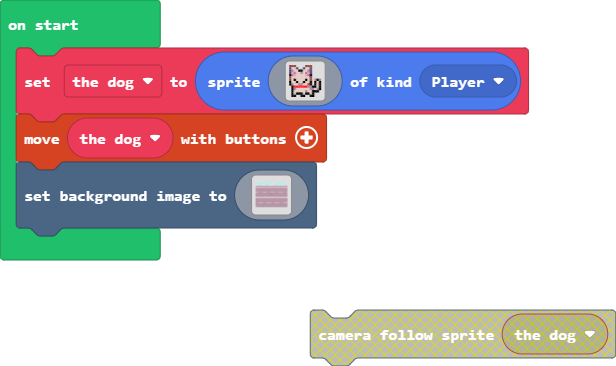 on start
set the dog to sprite of kind Player
move the dog with buttons
set background image to
camera follow sprite the dog